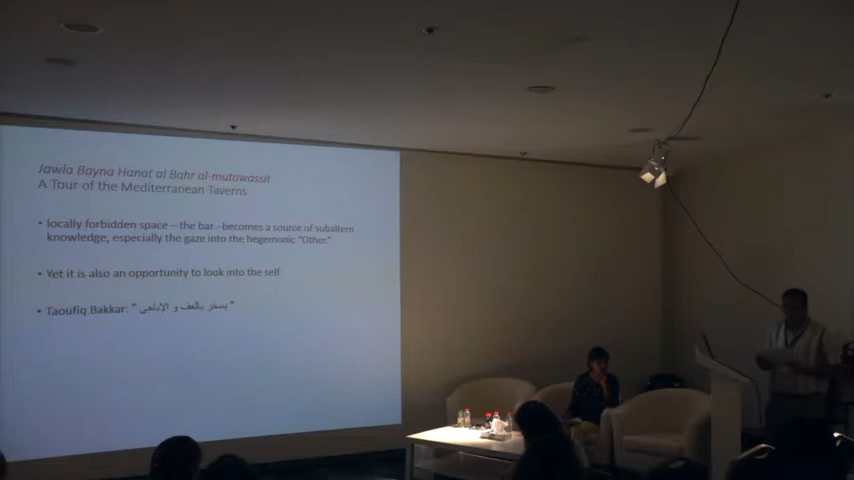 Jawla Bayna Hanat al Bahr al-mutawassit
A Tour of the Mediterranean Taverns
• locally forbidden space – the bar –becomes a source of subaltern
knowledge, especially the gaze into the hegemonic "Other."
• Yet it is also an opportunity to look into the self
• Taoufiq Bakkar: " يسخر بالعف و الإباحي "